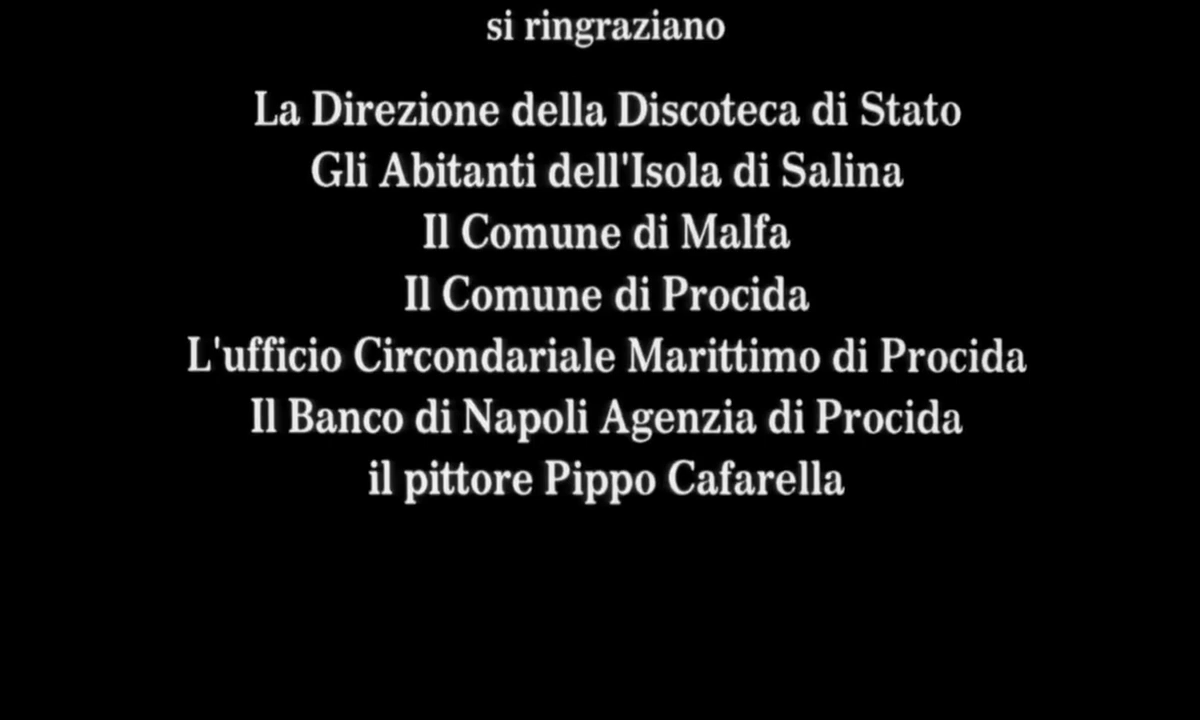 si ringraziano
La Direzione della Discoteca di Stato
Gli Abitanti dell'Isola di Salina
Il Comune di Malfa
Il Comune di Procida
L'ufficio Circondariale Marittimo di Procida
Il Banco di Napoli Agenzia di Procida
il pittore Pippo Cafarella